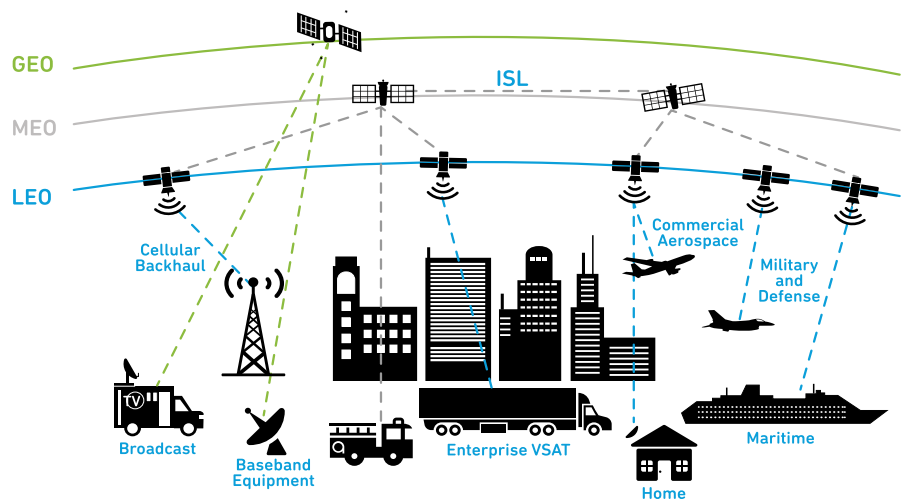 GEO
ISL
MEO
LEO
Cellular
Backhaul
Commercial
Aerospace
Military
and
Defense
TV
Broadcast
Baseband
Equipment
Enterprise VSAT
Home
Maritime